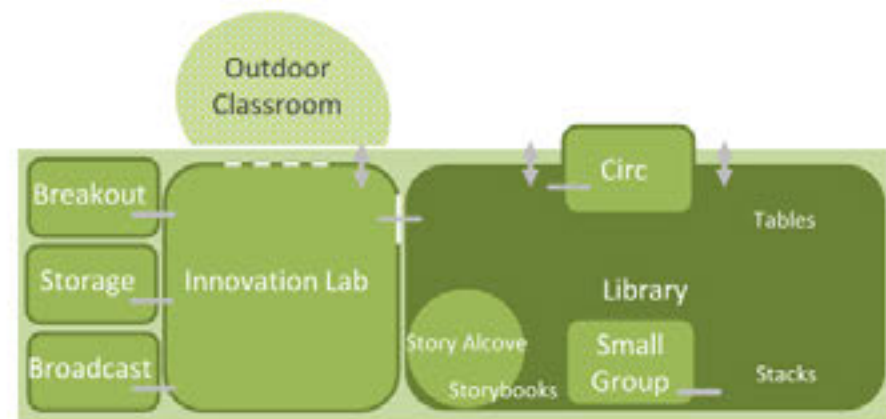 Outdoor
Classroom
Breakout
Circ
Tables
Storage
Innovation Lab
Library
Story Alcove
Small
Group
Broadcast
Storybooks
Stacks